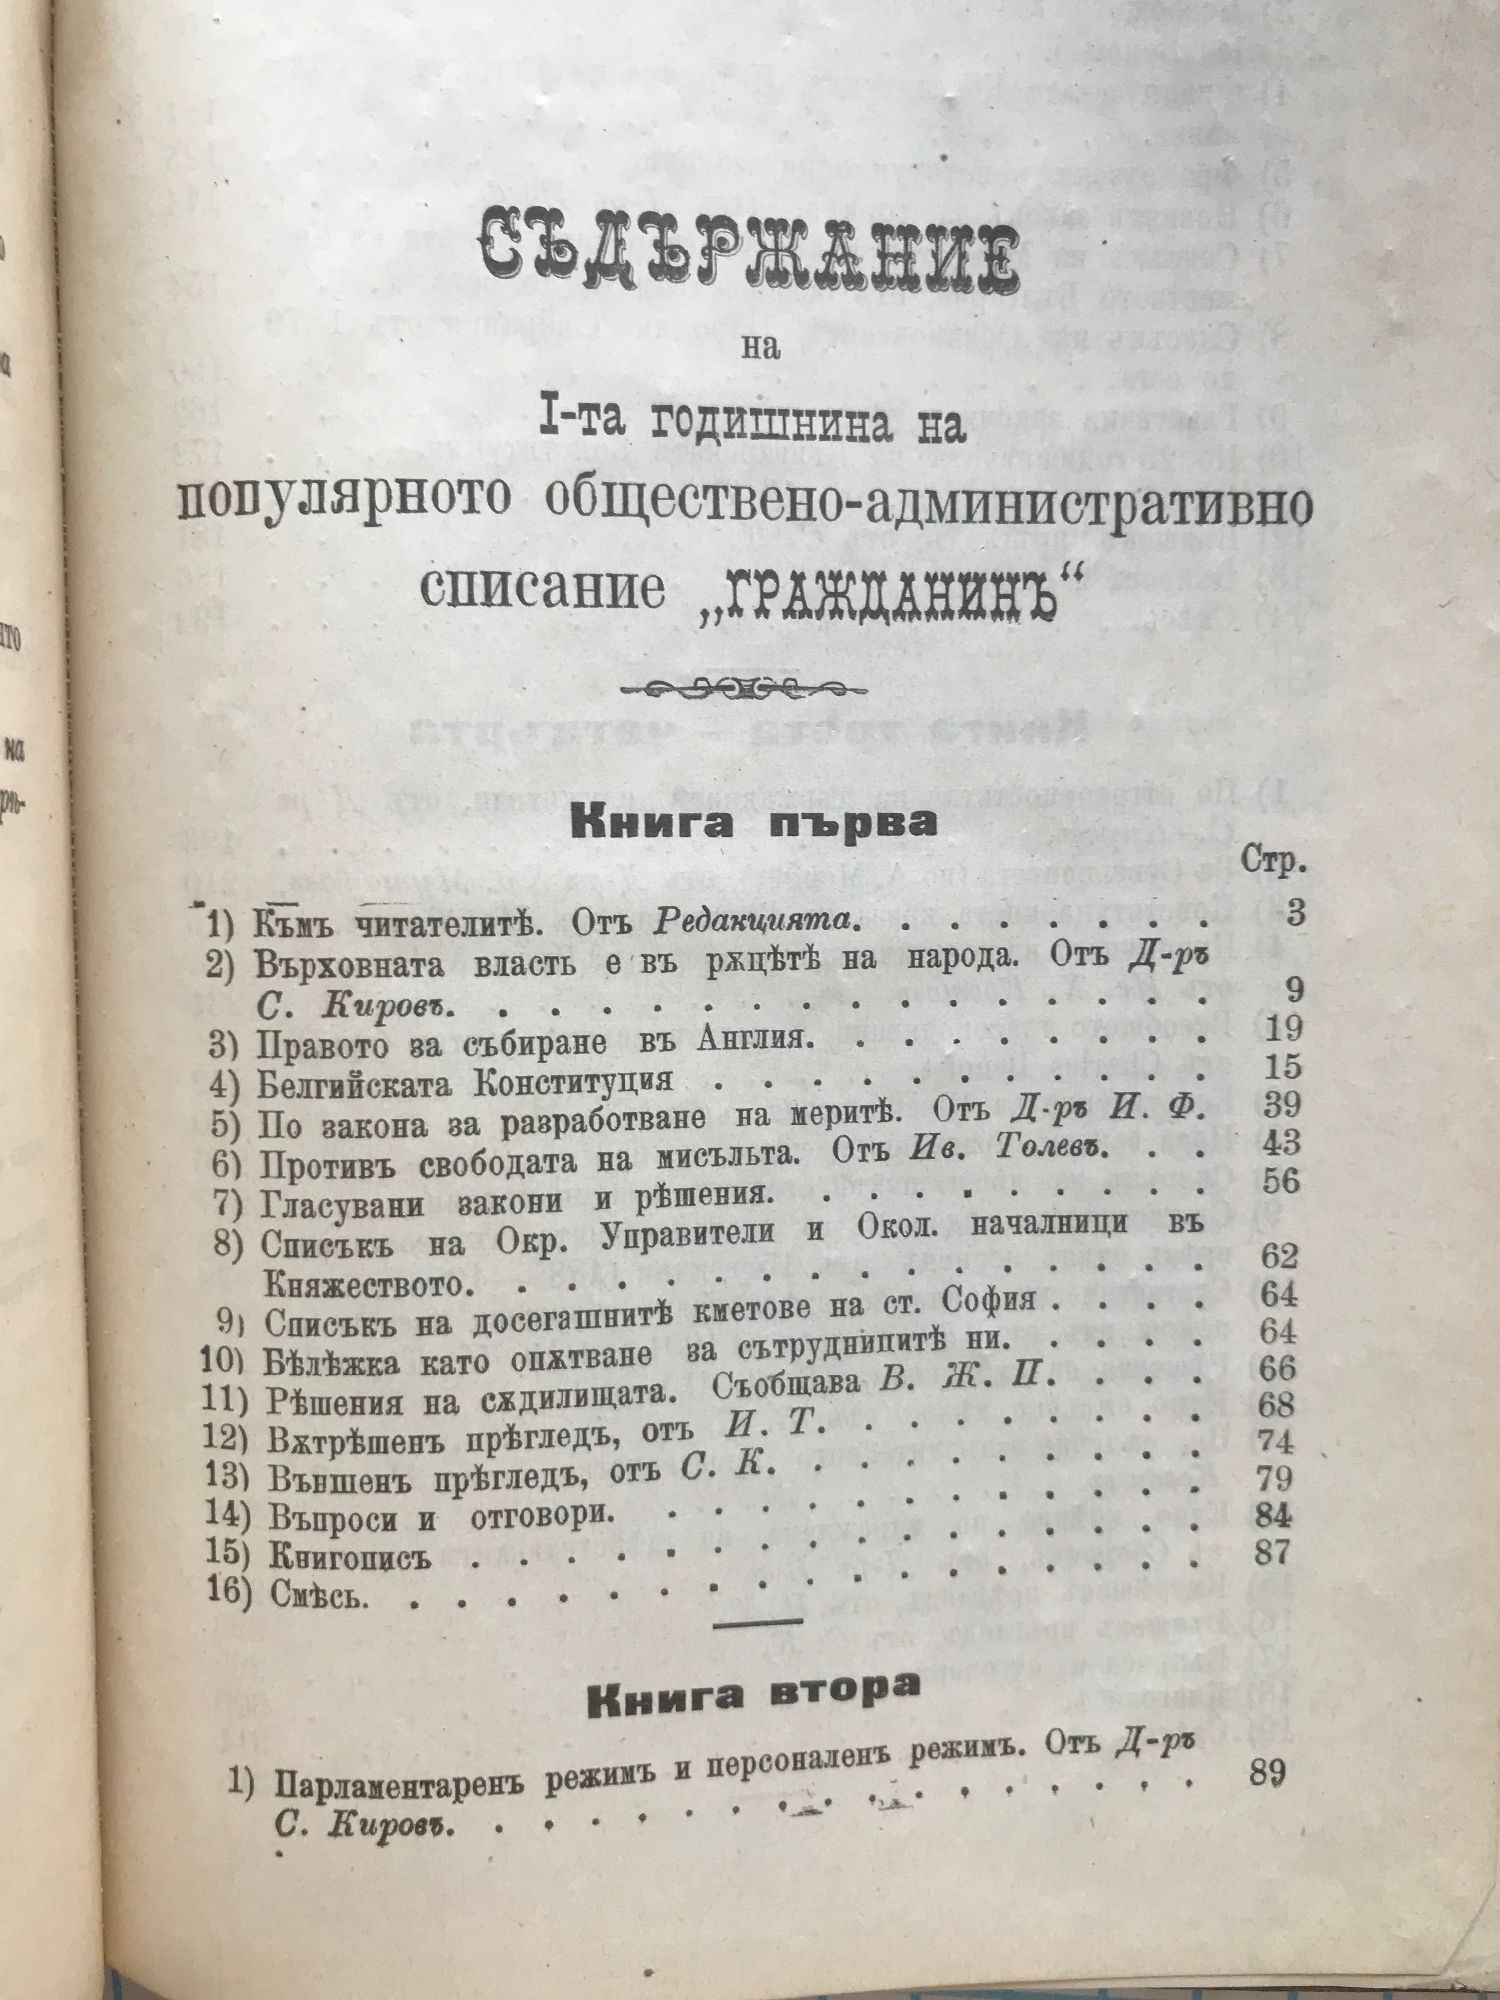 СЪДЪРЖАНИЕ
на
I-та годишнина на
популярното обществено-административно
списание „ГРАЖДАНИНЪ“
Книга първа
Стр.
1) Към читателитѣ. Отъ Редакцията. . . . . . . . 3
2) Върховната власть е въ рѫцѣтѣ на народа. Отъ Д-ръ
С. Кировъ. . . . . . . . . . . . . . . . 9
3) Правото за събиране въ Англия. . . . . . . . . 19
4) Белгийската Конституция . . . . . . . . . . . 15
5) По закона за разработване на меритѣ. Отъ Д-ръ И. Ф. 39
6) Противъ свободата на мисъльта. Отъ Ив. Толевъ. . . 43
7) Гласувани закони и рѣшения. . . . . . . . . . 56
8) Списъкъ на Окр. Управители и Окол. началници въ
Княжеството. . . . . . . . . . . . . . . . 62
9) Списъкъ на досегашнитѣ кметове на ст. София . . . . 64
10) Бѣлѣжка като опѫтване за сътрудницитѣ ни. . . . . 64
11) Рѣшения на сѫдилищата. Съобщава В. Ж. П. . . . 66
12) Вѫтрѣшенъ прѣгледъ, отъ И. Т. . . . . . . . . 68
13) Външенъ прѣгледъ, отъ С. К. . . . . . . . . . 74
14) Въпроси и отговори. . . . . . . . . . . . . 79
15) Книгописъ . . . . . . . . . . . . . . . . 84
16) Смѣсь. . . . . . . . . . . . . . . . . . 87
Книга втора
1) Парламентаренъ режимъ и персоналенъ режимъ. Отъ Д-ръ
С. Кировъ. . . . . . . . . . . . . . . . 89